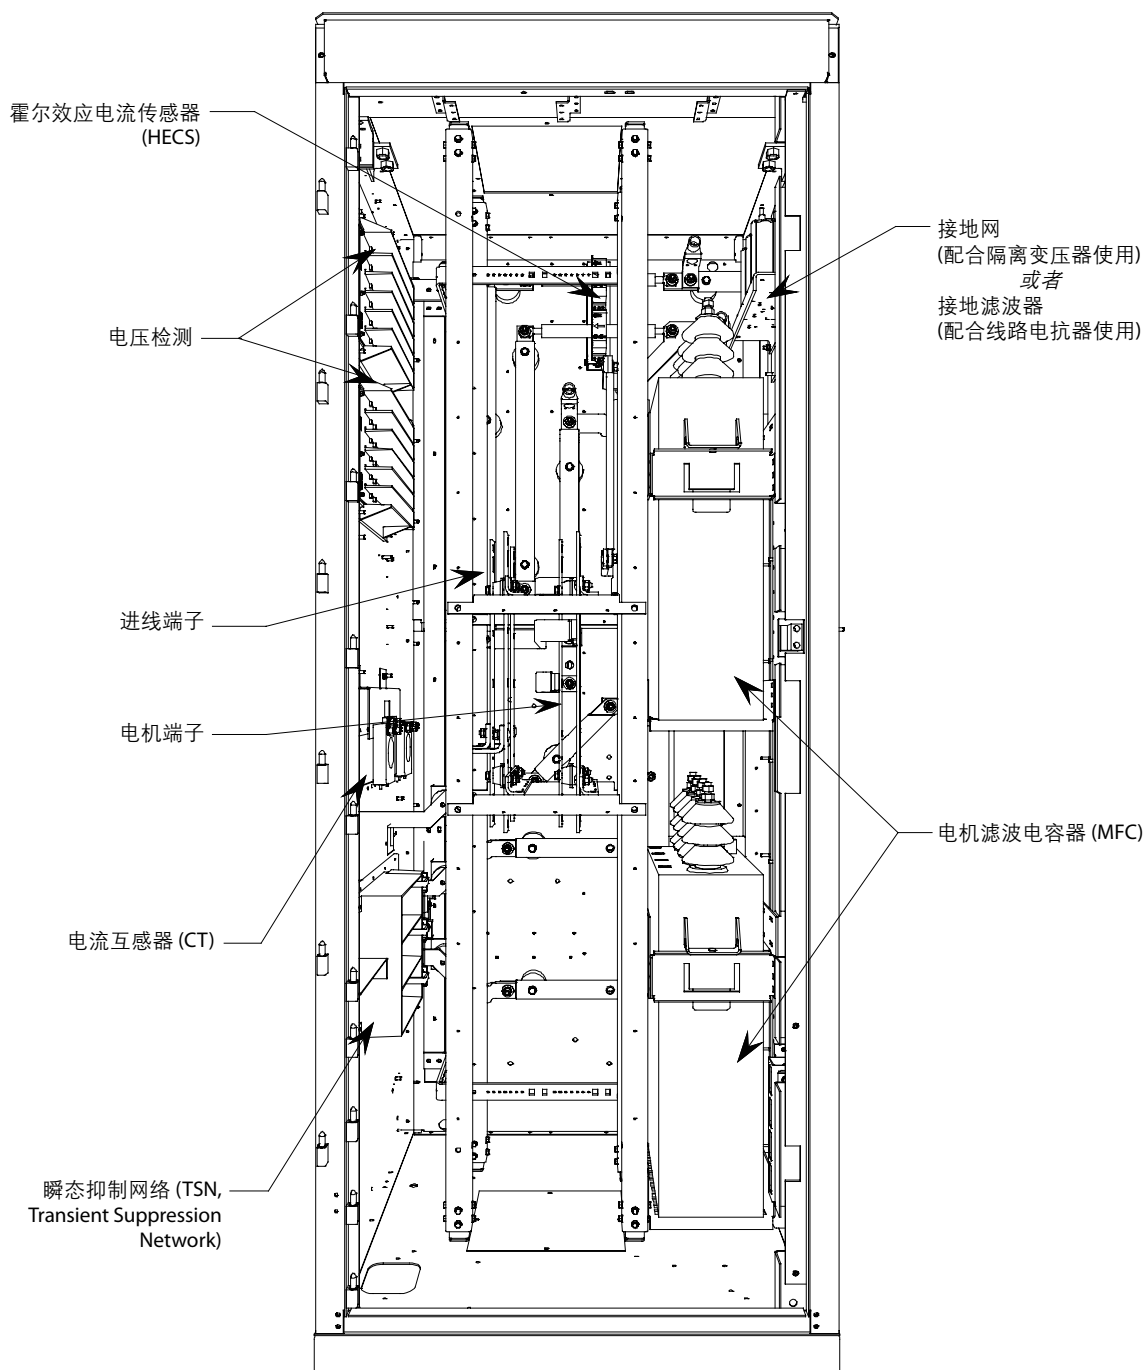 霍尔效应电流传感器
(HECS)
电压检测
进线端子
电机端子
电流互感器 (CT)
瞬态抑制网络 (TSN,
Transient Suppression
Network)
接地网
(配合隔离变压器使用)
或者
接地滤波器
(配合线路电抗器使用)
电机滤波电容器 (MFC)